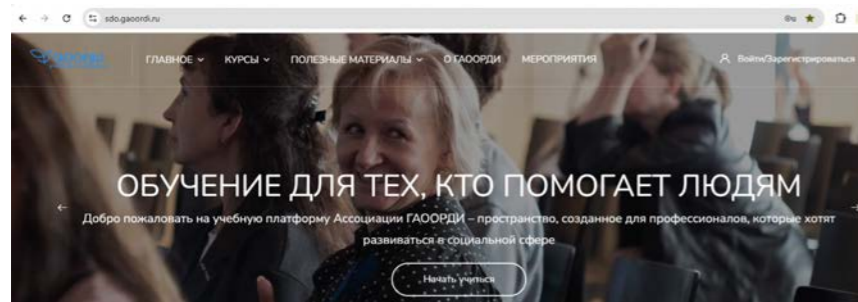 sdo.gaoordi.ru
ГАООРДИ
ГЛАВНОЕ КУРСЫ ПОЛЕЗНЫЕ МАТЕРИАЛЫ О ГАООРДИ МЕРОПРИЯТИЯ Войти/Зарегистрироваться
ОБУЧЕНИЕ ДЛЯ ТЕХ, КТО ПОМОГАЕТ ЛЮДЯМ
Добро пожаловать на учебную платформу Ассоциации ГАООРДИ – пространство, созданное для профессионалов, которые хотят
развиваться в социальной сфере
Начать учиться